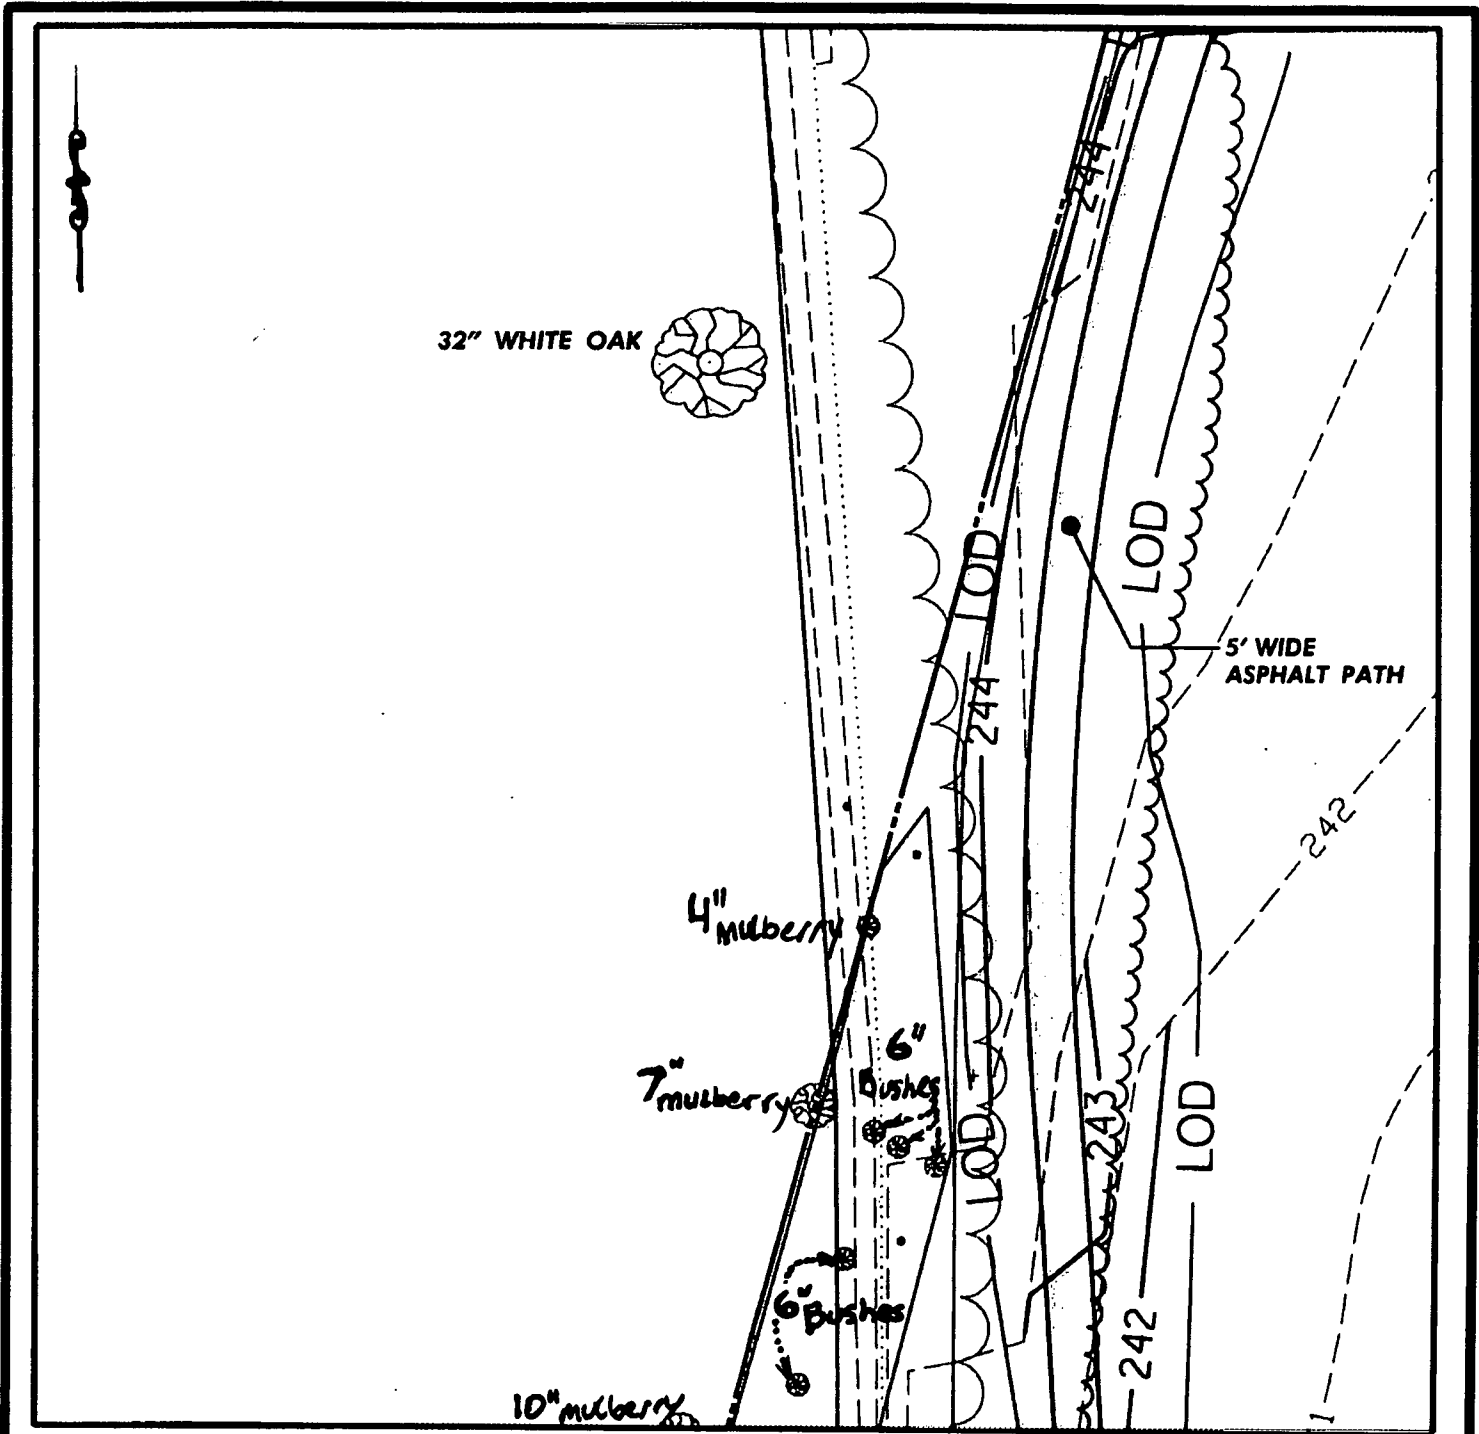 244
32" WHITE OAK
LOD
LOD
5' WIDE
ASPHALT PATH
244
242
4" Mulberry
6"
Bushes
7" mulberry
243
LOD
LOD
6" Bushes
242
10" mulberry
1